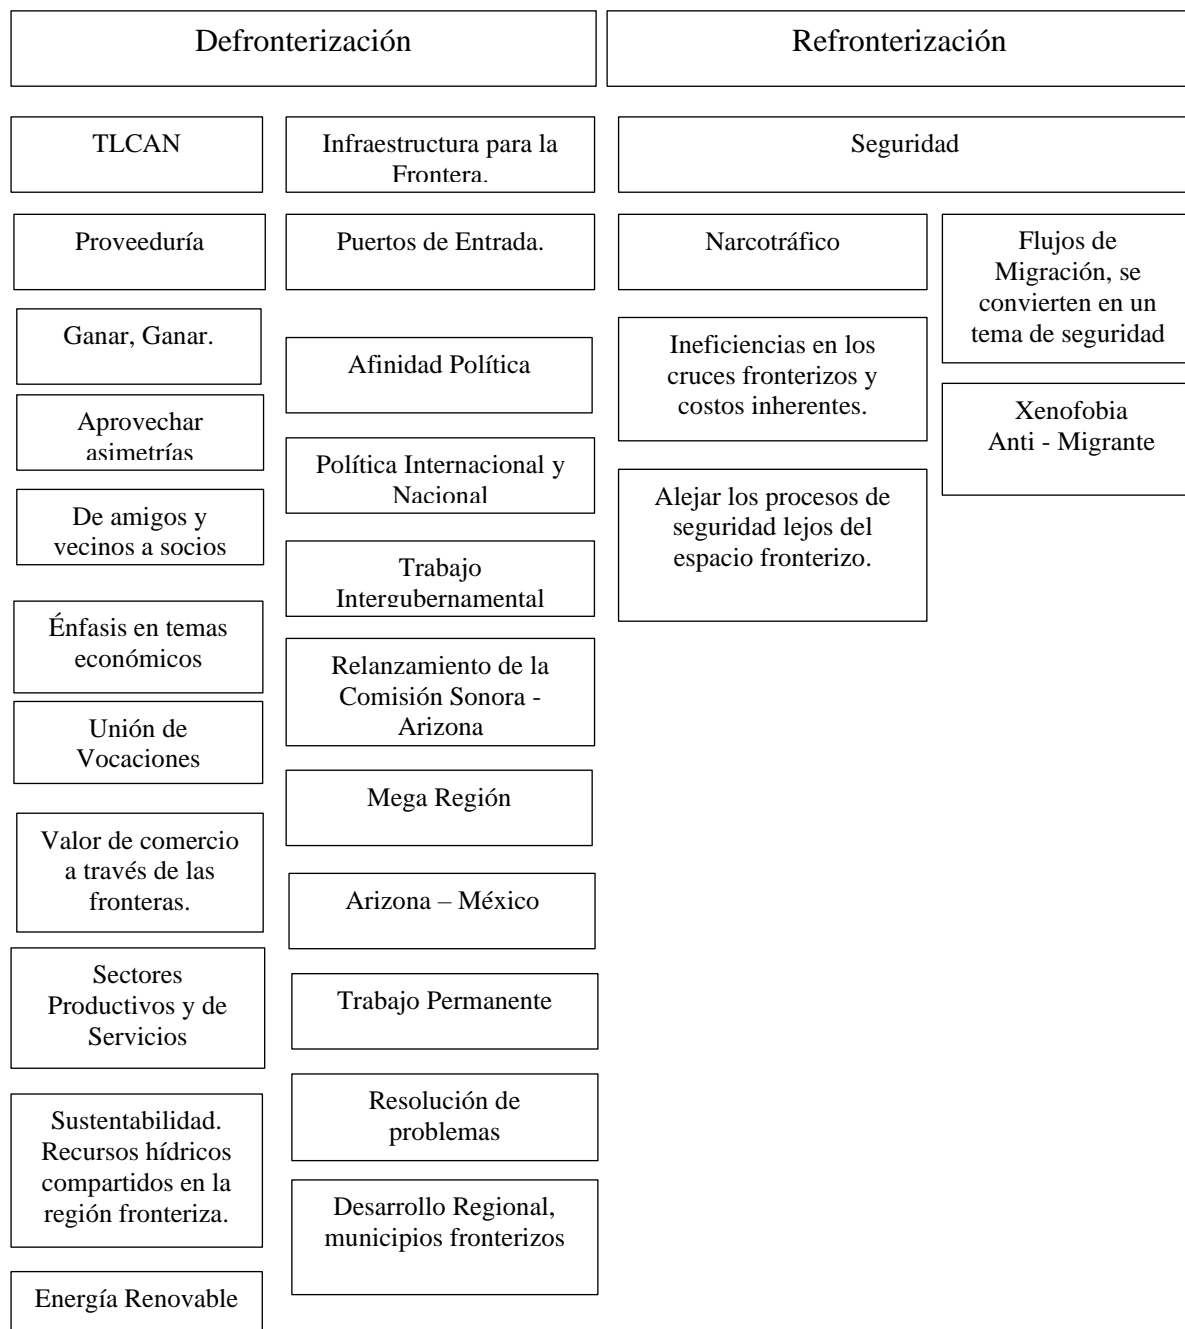 Defronterización
Refronterización
TLCAN
Infraestructura para la
Frontera.
Seguridad
Proveeduría
Puertos de Entrada.
Narcotráfico
Flujos de
Migración, se
convierten en un
tema de seguridad
Ganar, Ganar.
Afinidad Política
Ineficiencias en los
cruces fronterizos y
costos inherentes.
Aprovechar
asimetrías
Xenofobia
Anti - Migrante
Política Internacional y
Nacional
De amigos y
vecinos a socios
Alejar los procesos de
seguridad lejos del
espacio fronterizo.
Trabajo
Intergubernamental
Énfasis en temas
económicos
Relanzamiento de la
Comisión Sonora -
Arizona
Unión de
Vocaciones
Mega Región
Valor de comercio
a través de las
fronteras.
Arizona – México
Sectores
Productivos y de
Servicios
Trabajo Permanente
Resolución de
problemas
Sustentabilidad.
Recursos hídricos
compartidos en la
región fronteriza.
Desarrollo Regional,
municipios fronterizos
Energía Renovable